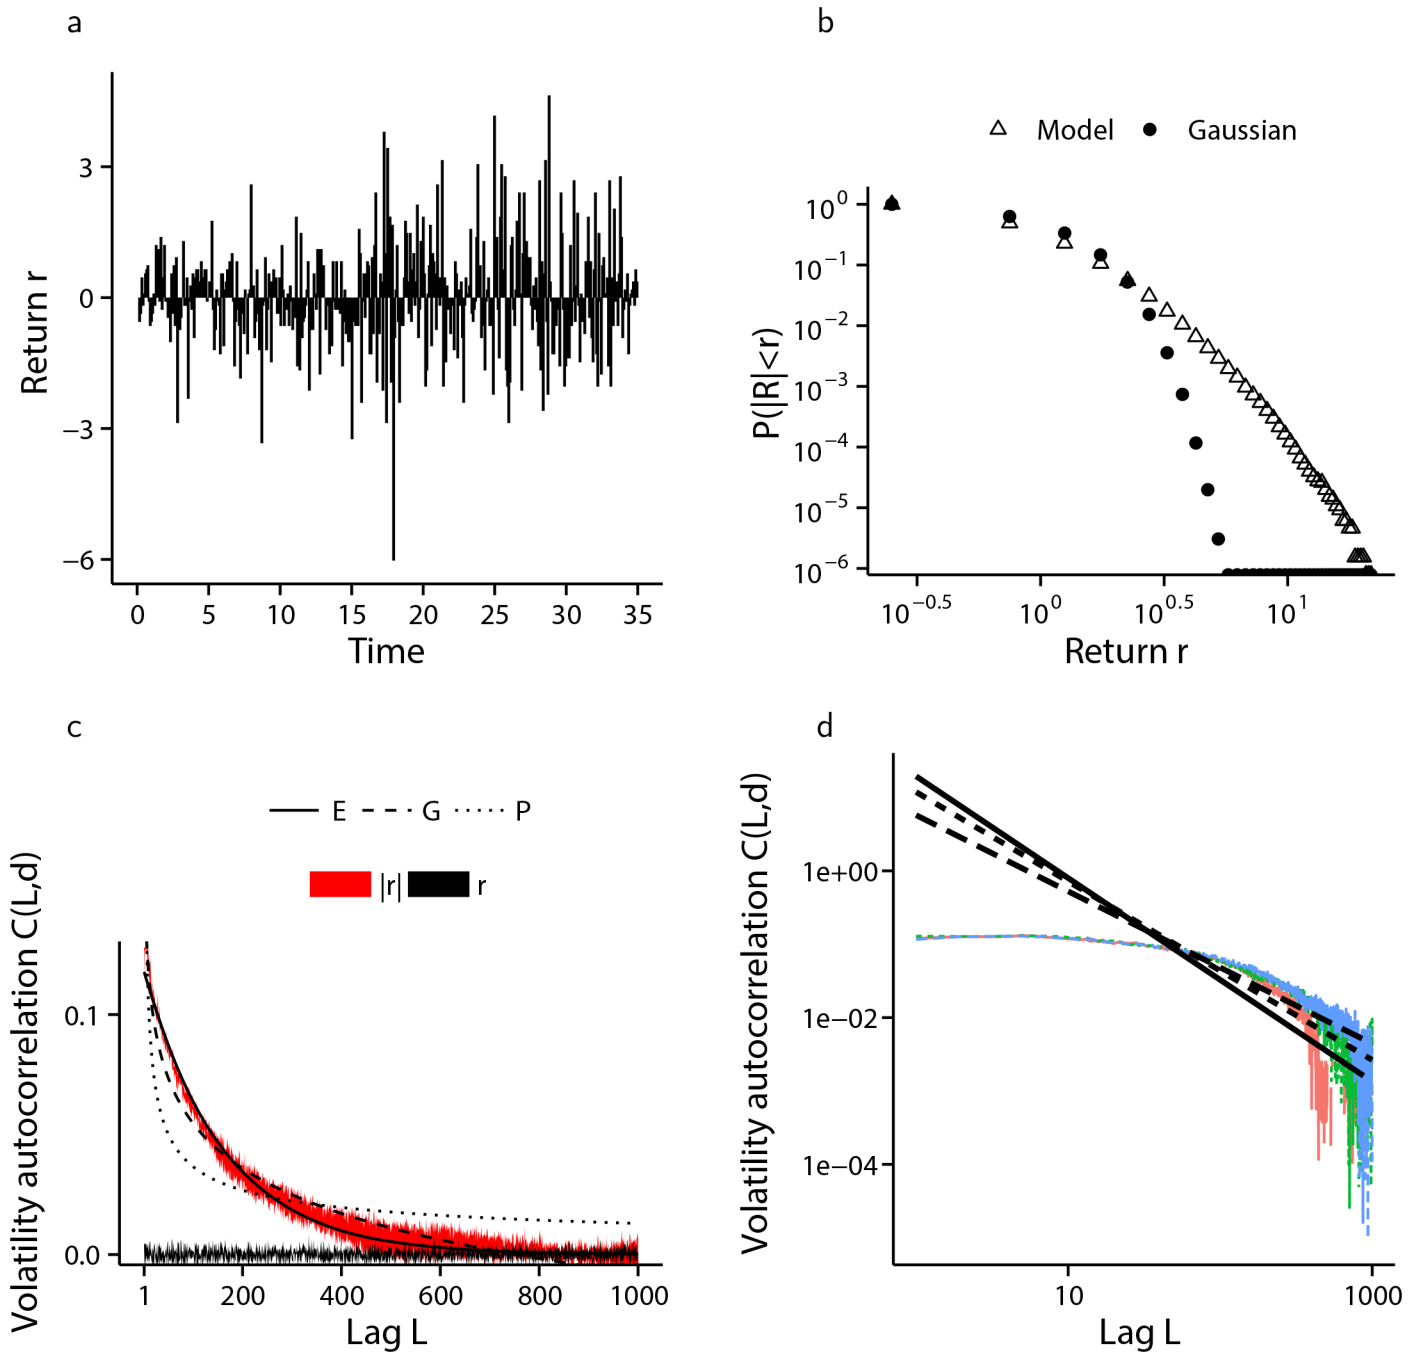 a
Return r
3
0
−3
−6
0 5 10 15 20 25 30 35
Time
b
Model Gaussian
P(|R|<r)
10^0
10^−1
10^−2
10^−3
10^−4
10^−5
10^−6
10^−0.5 10^0 10^0.5 10^1
Return r
c
E G P
|r| r
Volatility autocorrelation C(L,d)
0.1
0.0
1 200 400 600 800 1000
Lag L
d
Volatility autocorrelation C(L,d)
1e+00
1e−02
1e−04
10 1000
Lag L